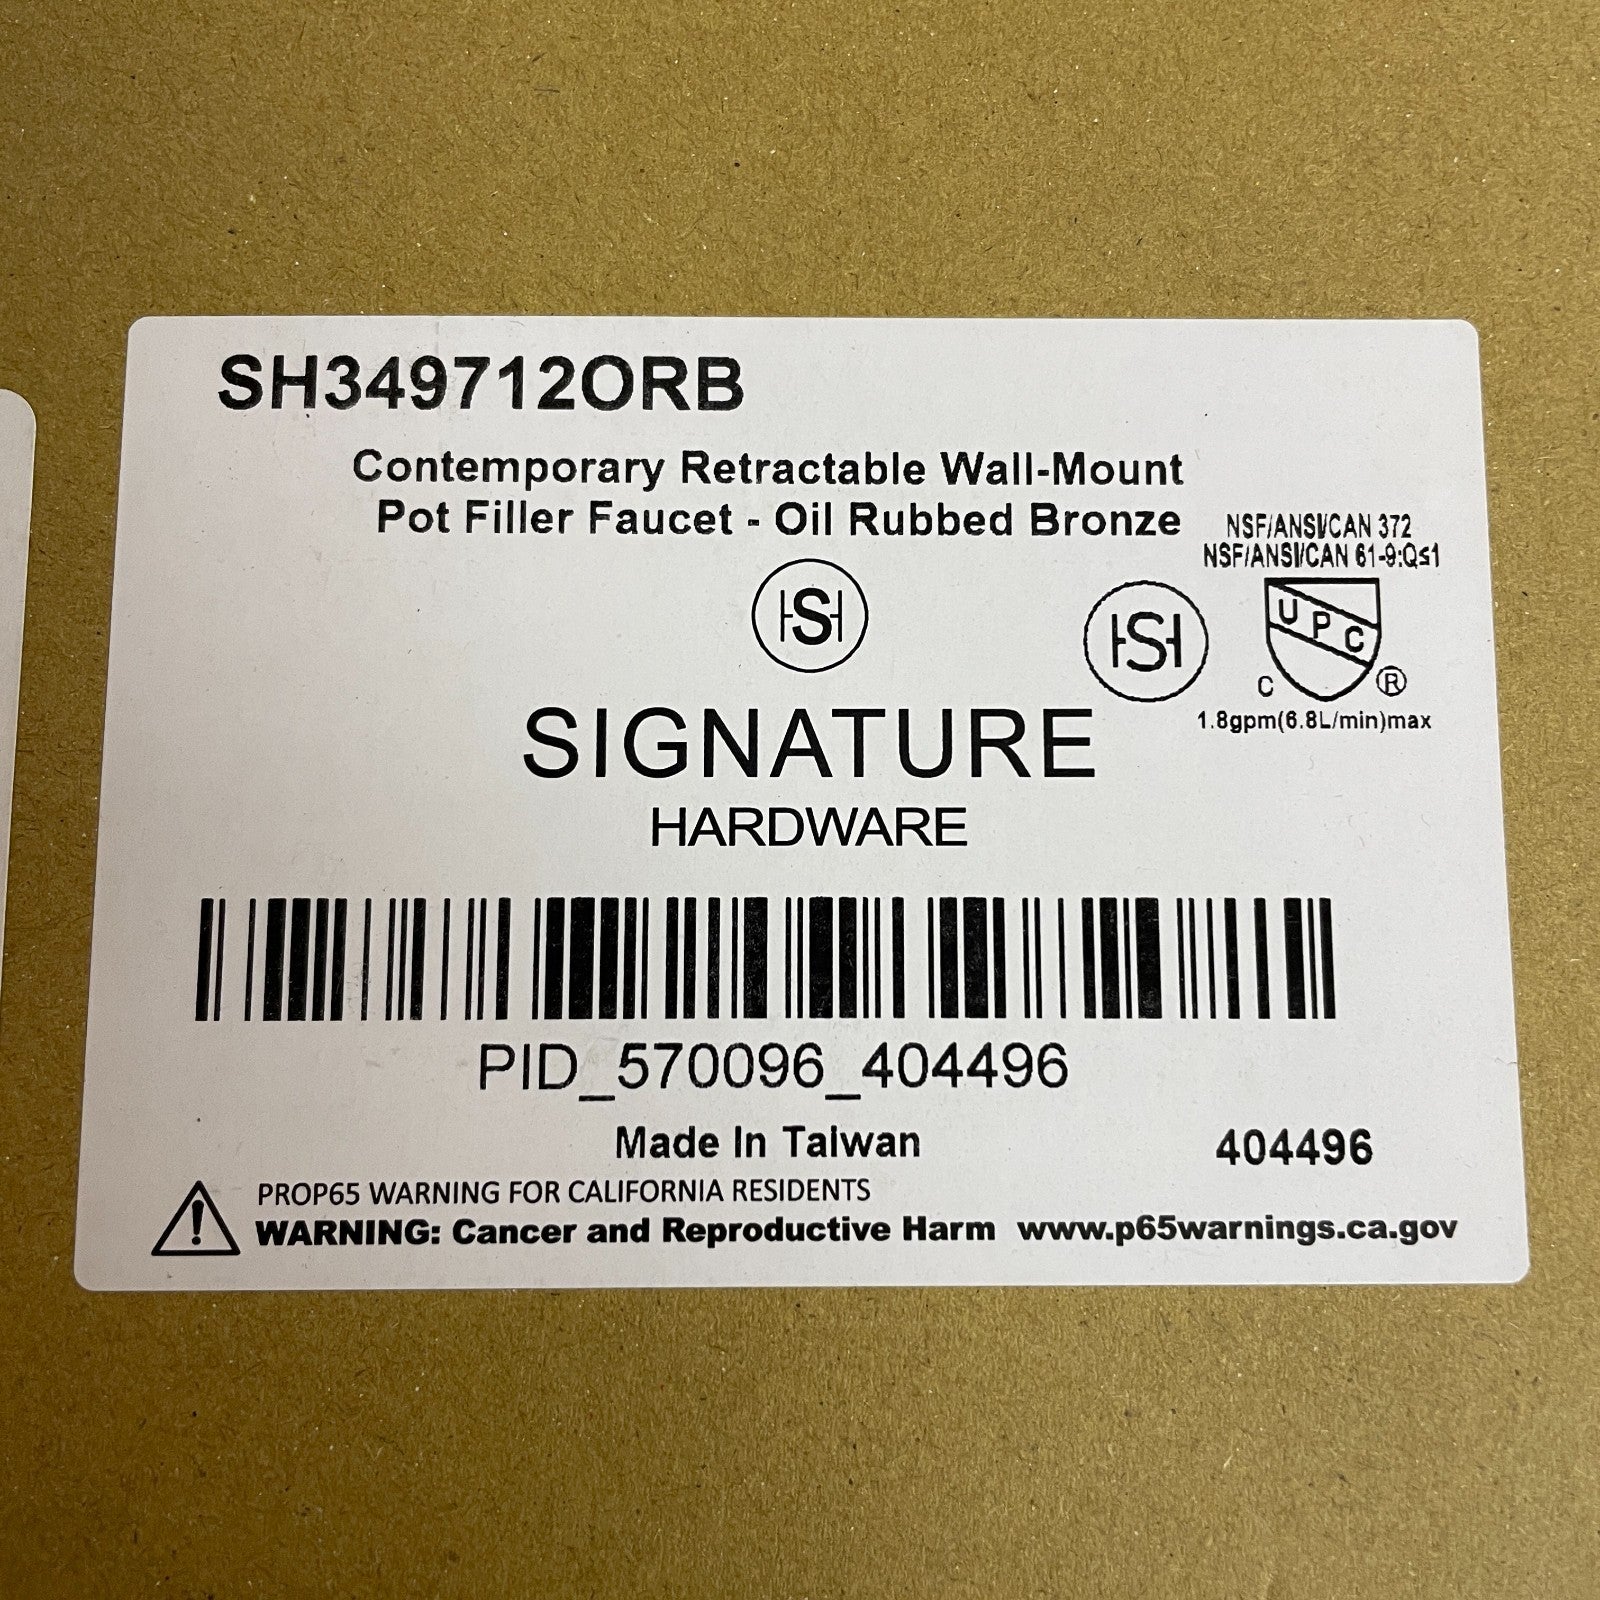 SH349712ORB
Contemporary Retractable Wall-Mount
Pot Filler Faucet - Oil Rubbed Bronze
NSF/ANSI/CAN 372
NSF/ANSI/CAN 61-9:Q≤1
HSH
HSH
UPC
C ®
1.8gpm(6.8L/min)max
SIGNATURE
HARDWARE
PID_570096_404496
Made In Taiwan
404496
PROP65 WARNING FOR CALIFORNIA RESIDENTS
WARNING: Cancer and Reproductive Harm www.p65warnings.ca.gov